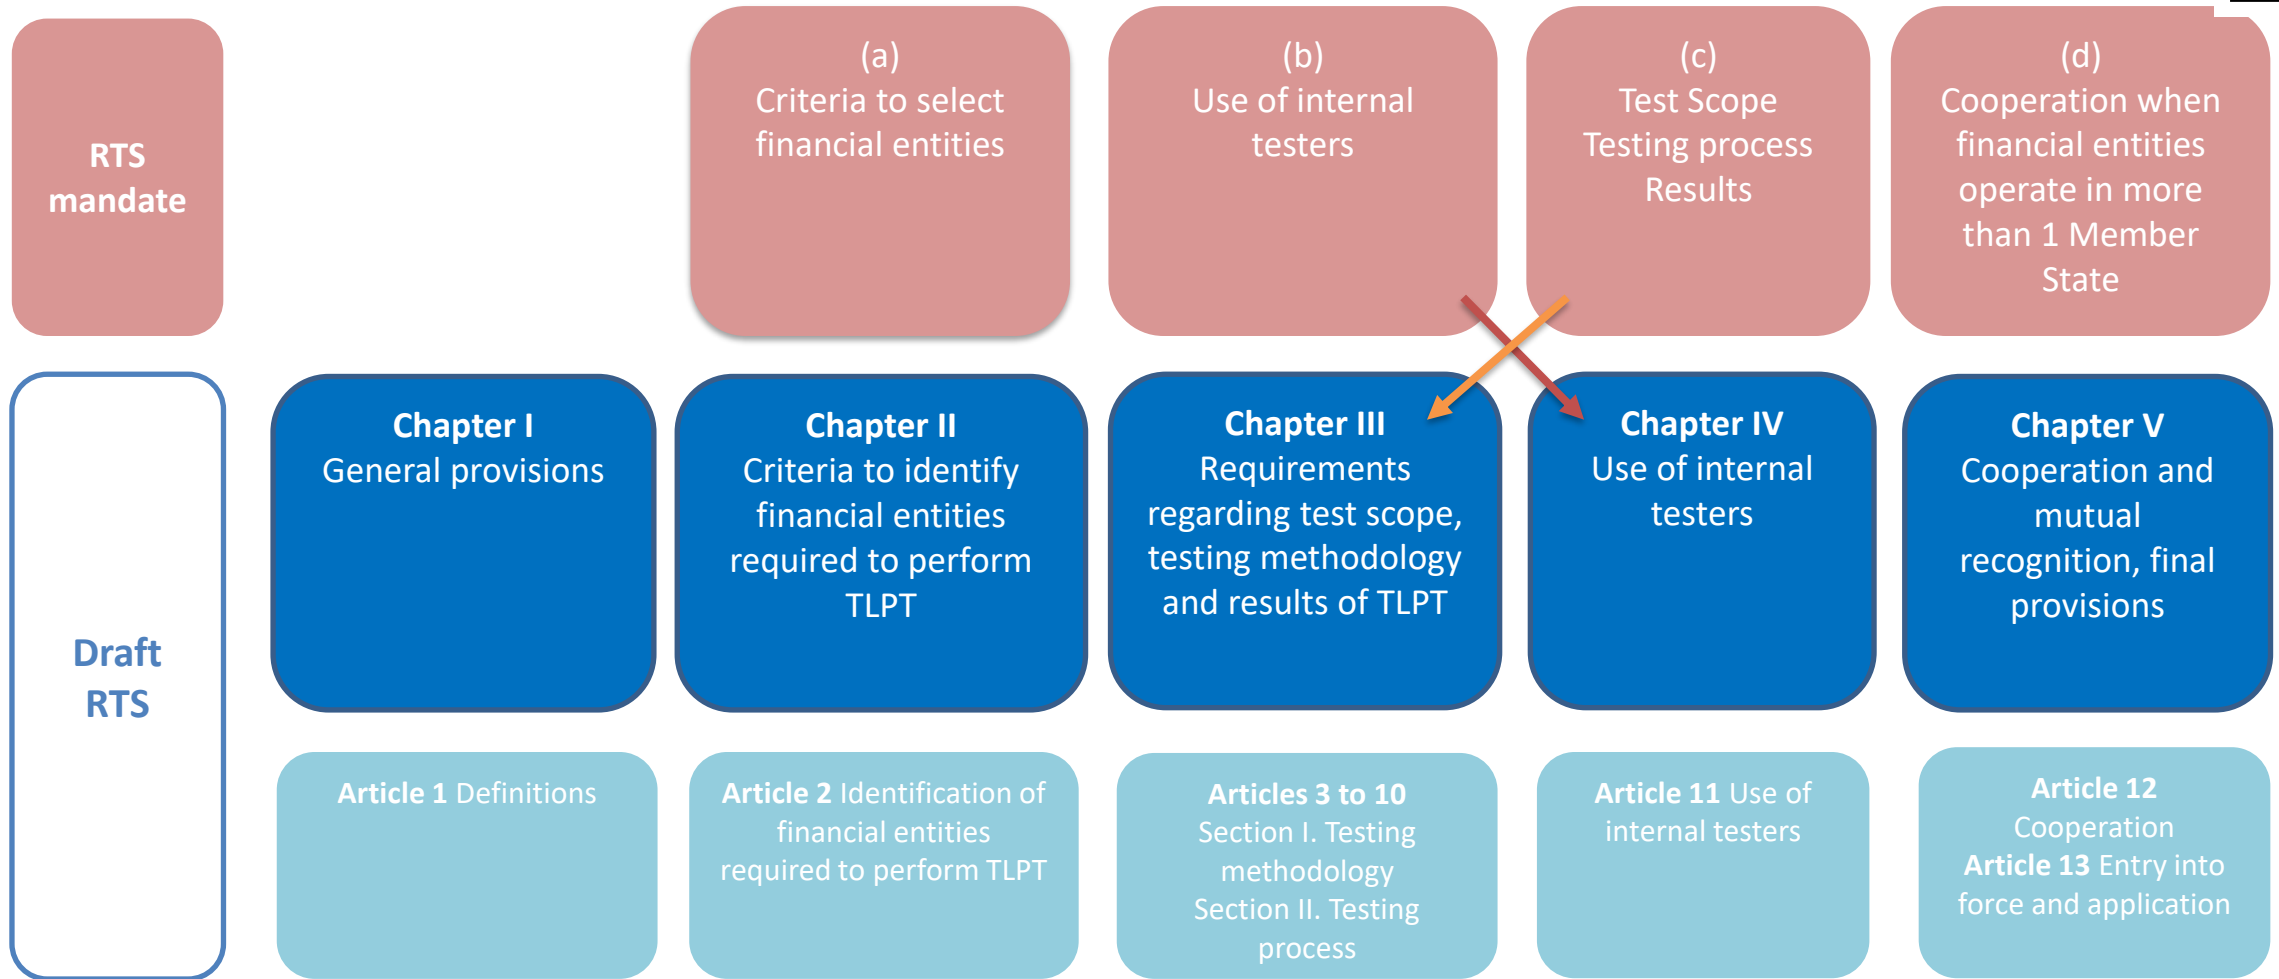 RTS
mandate
(a)
Criteria to select
financial entities
(b)
Use of internal
testers
(c)
Test Scope
Testing process
Results
(d)
Cooperation when
financial entities
operate in more
than 1 Member
State
Draft
RTS
Chapter I
General provisions
Chapter II
Criteria to identify
financial entities
required to perform
TLPT
Chapter III
Requirements
regarding test scope,
testing methodology
and results of TLPT
Chapter IV
Use of internal
testers
Chapter V
Cooperation and
mutual
recognition, final
provisions
Article 1 Definitions
Article 2 Identification of
financial entities
required to perform TLPT
Articles 3 to 10
Section I. Testing
methodology
Section II. Testing
process
Article 11 Use of
internal testers
Article 12
Cooperation
Article 13 Entry into
force and application